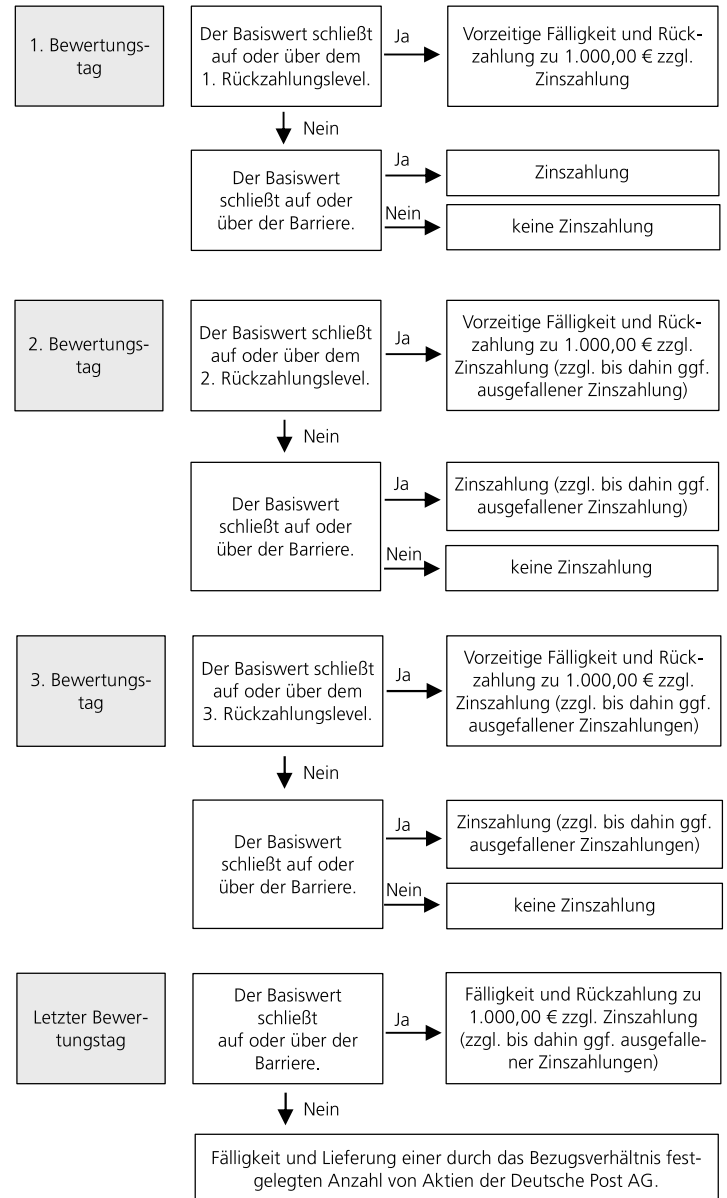 1. Bewertungs-
tag
Der Basiswert schließt
auf oder über dem
1. Rückzahlungslevel.
Ja
Vorzeitige Fälligkeit und Rück-
zahlung zu 1.000,00 € zzgl.
Zinszahlung
Nein
Der Basiswert
schließt auf oder
über der Barriere.
Ja
Zinszahlung
Nein
keine Zinszahlung
2. Bewertungs-
tag
Der Basiswert schließt
auf oder über dem
2. Rückzahlungslevel.
Ja
Vorzeitige Fälligkeit und Rück-
zahlung zu 1.000,00 € zzgl.
Zinszahlung (zzgl. bis dahin ggf.
ausgefallener Zinszahlung)
Nein
Der Basiswert
schließt auf oder
über der Barriere.
Ja
Zinszahlung (zzgl. bis dahin ggf.
ausgefallener Zinszahlung)
Nein
keine Zinszahlung
3. Bewertungs-
tag
Der Basiswert schließt
auf oder über dem
3. Rückzahlungslevel.
Ja
Vorzeitige Fälligkeit und Rück-
zahlung zu 1.000,00 € zzgl.
Zinszahlung (zzgl. bis dahin ggf.
ausgefallener Zinszahlungen)
Nein
Der Basiswert
schließt auf oder
über der Barriere.
Ja
Zinszahlung (zzgl. bis dahin ggf.
ausgefallener Zinszahlungen)
Nein
keine Zinszahlung
Letzter Bewer-
tungstag
Der Basiswert
schließt
auf oder über der
Barriere.
Ja
Fälligkeit und Rückzahlung zu
1.000,00 € zzgl. Zinszahlung
(zzgl. bis dahin ggf. ausgefalle-
ner Zinszahlungen)
Nein
Fälligkeit und Lieferung einer durch das Bezugsverhältnis fest-
gelegten Anzahl von Aktien der Deutsche Post AG.